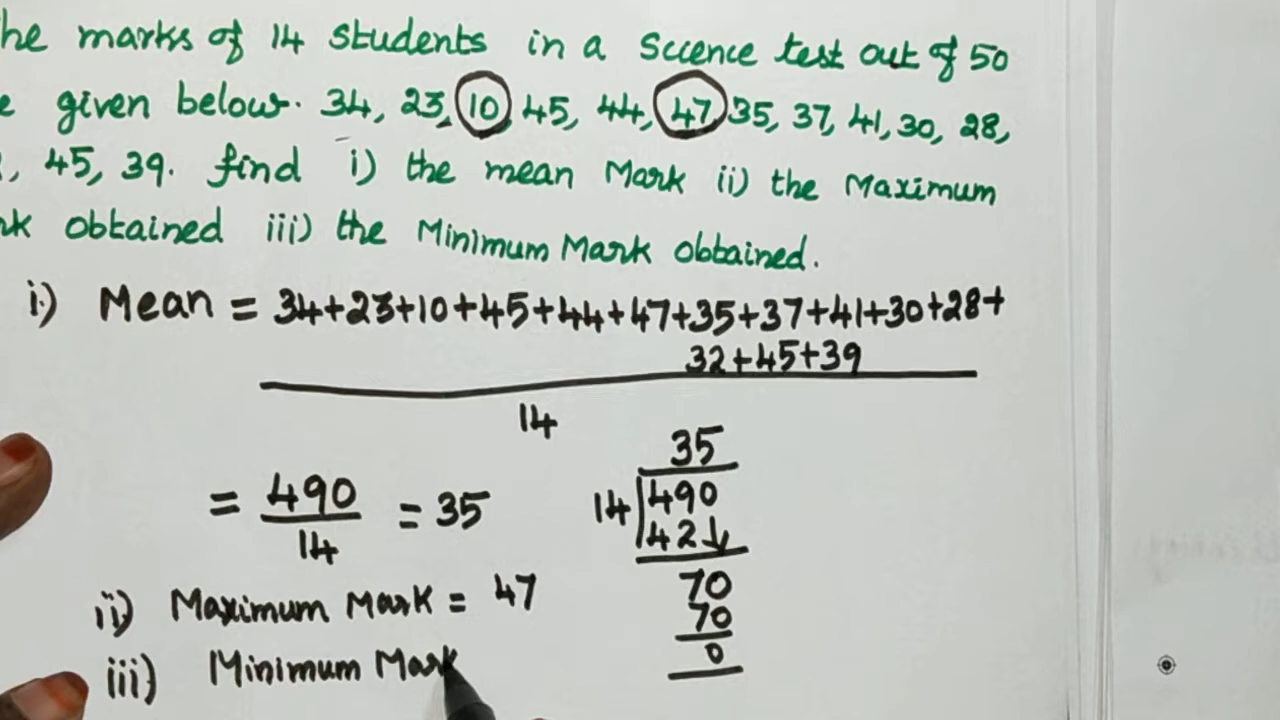 he marks of 14 students in a Science test out of 50
e given below. 34, 23, 10, 45, 44, 47, 35, 37, 41, 30, 28,
, 45, 39. find i) the mean Mark ii) the Maximum
rk obtained iii) the Minimum Mark obtained.
i) Mean = 34+23+10+45+44+47+35+37+41+30+28+
32+45+39
14
= 490/14 = 35
35
14 490
42↓
70
70
0
ii) Maximum Mark = 47
iii) Minimum Mark